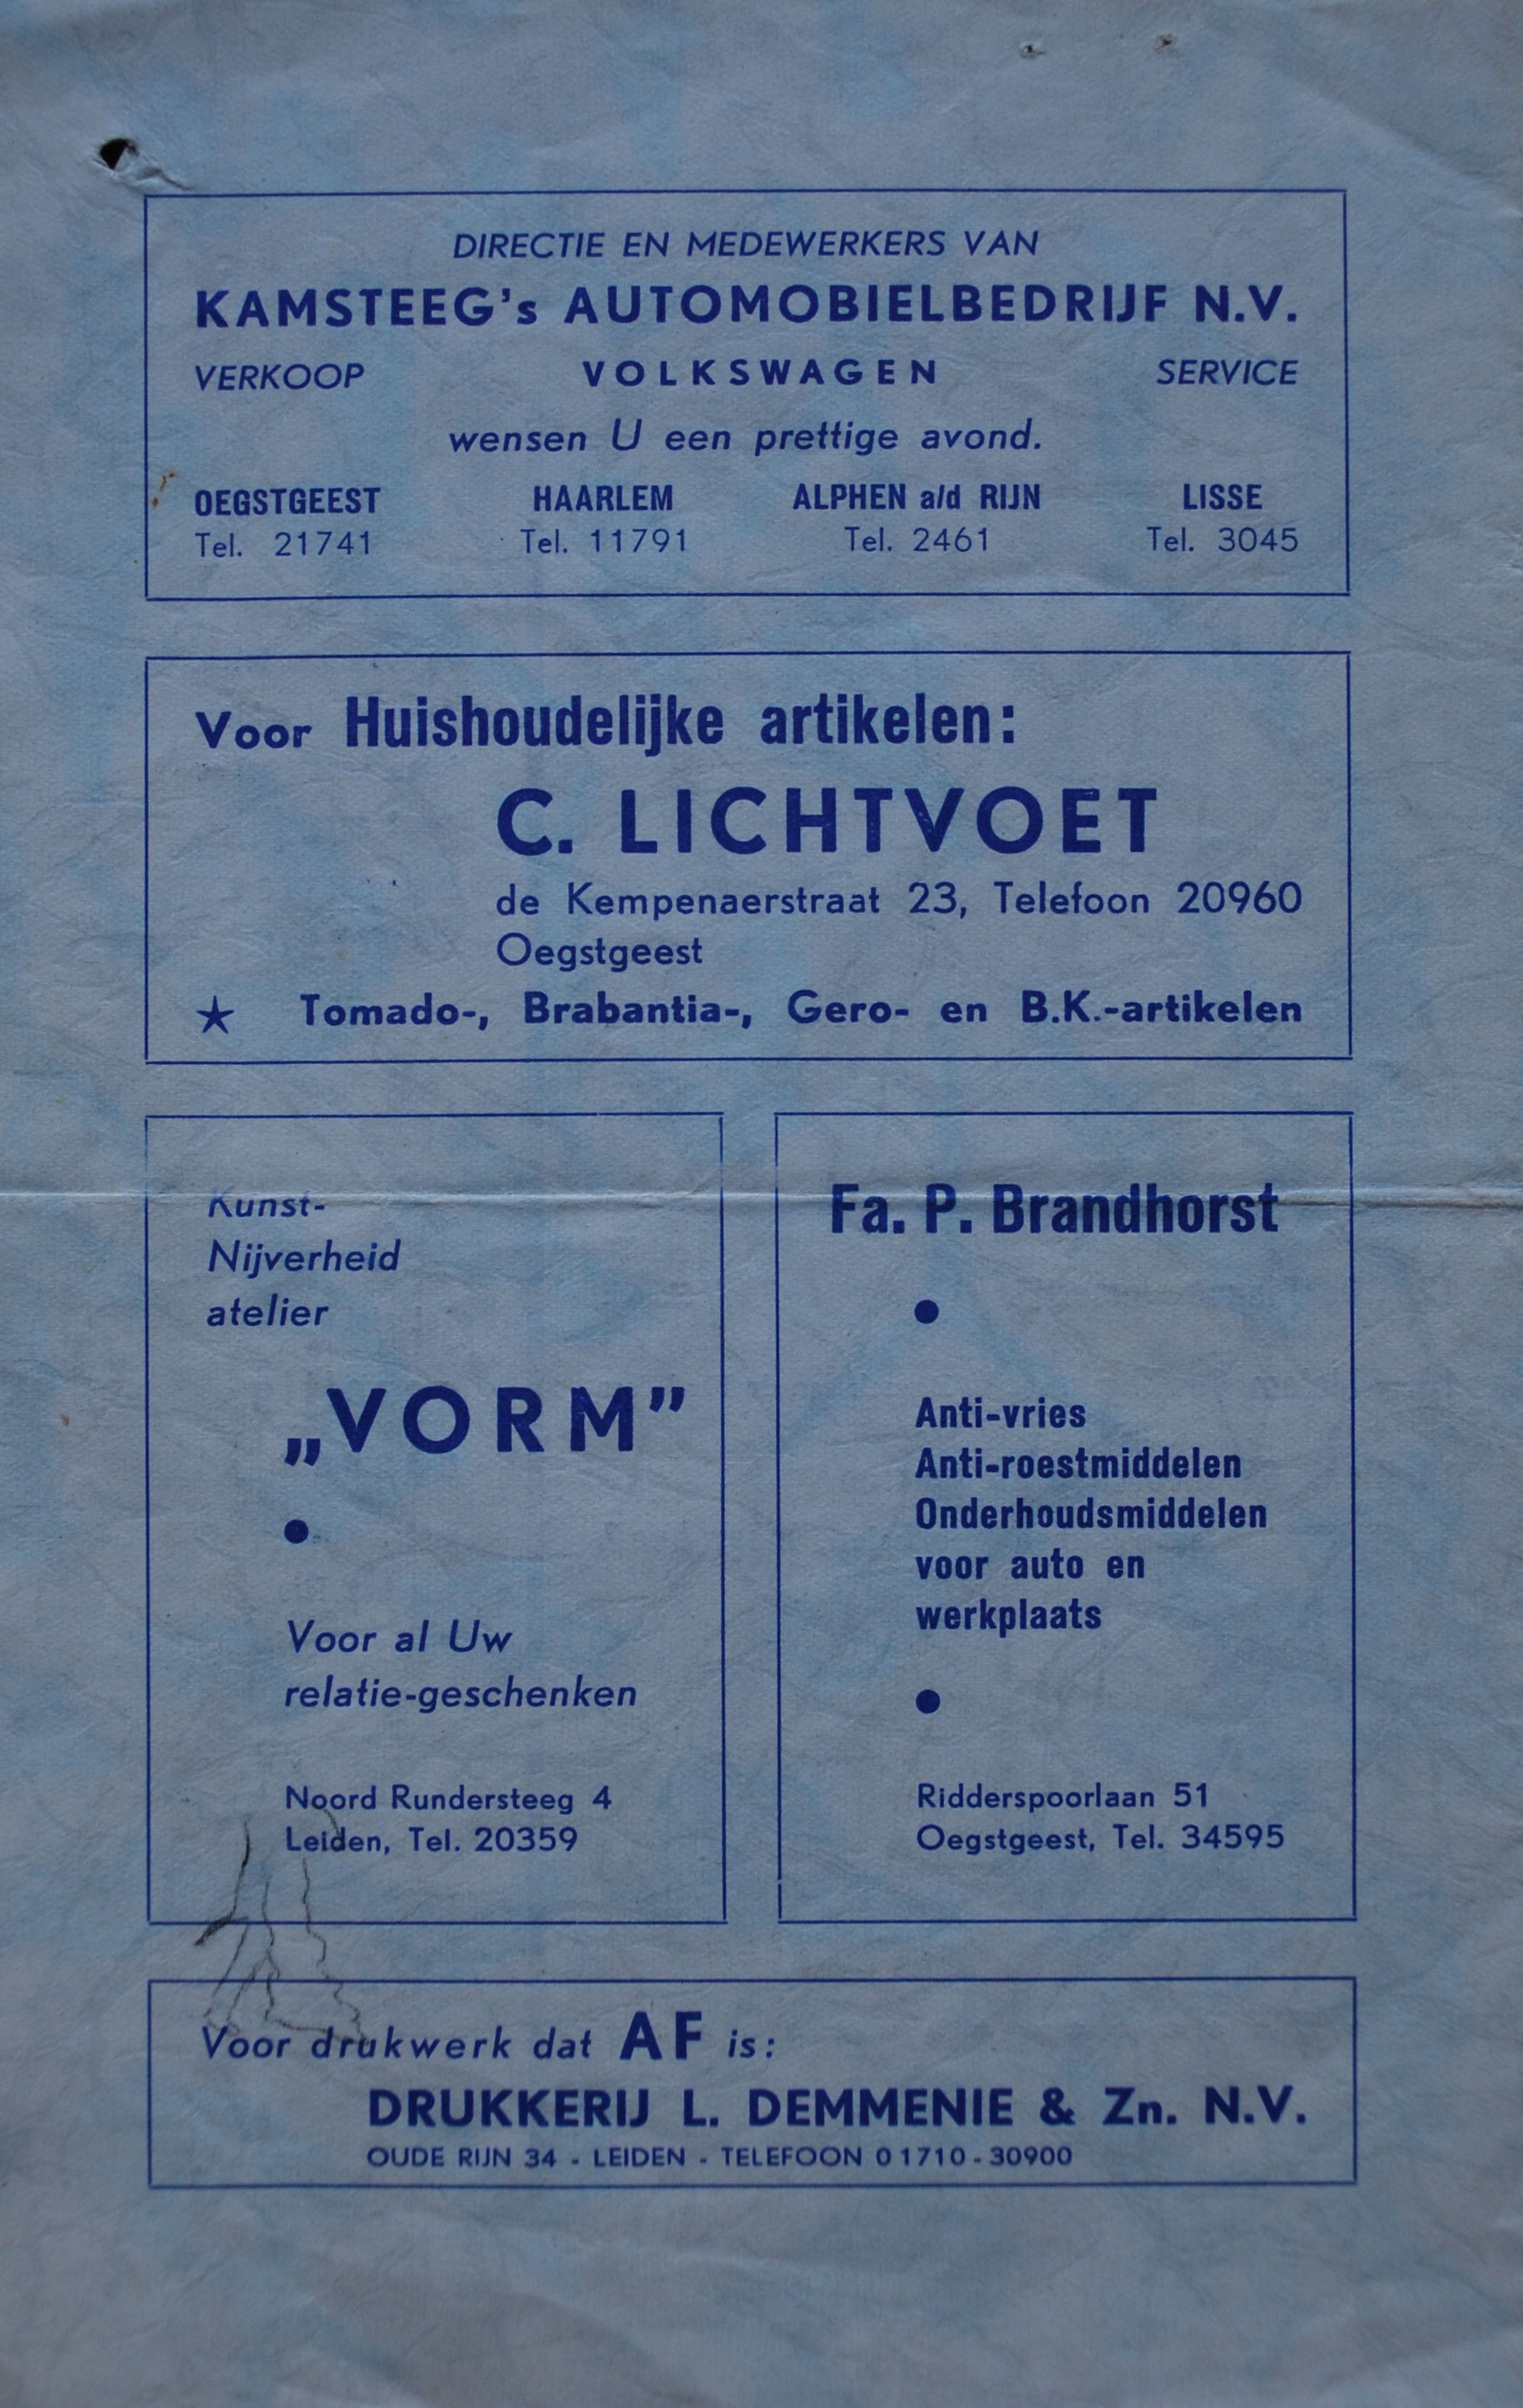 DIRECTIE EN MEDEWERKERS VAN
KAMSTEEG's AUTOMOBIELBEDRIJF N.V.
VERKOOP VOLKSWAGEN SERVICE
wensen U een prettige avond.
OEGSTGEEST HAARLEM ALPHEN a/d RIJN LISSE
Tel. 21741 Tel. 11791 Tel. 2461 Tel. 3045
Voor Huishoudelijke artikelen:
C. LICHTVOET
de Kempenaerstraat 23, Telefoon 20960
Oegstgeest
★ Tomado-, Brabantia-, Gero- en B.K.-artikelen
Kunst-
Nijverheid
atelier
„VORM”
●
Voor al Uw
relatie-geschenken
Noord Rundersteeg 4
Leiden, Tel. 20359
Fa. P. Brandhorst
●
Anti-vries
Anti-roestmiddelen
Onderhoudsmiddelen
voor auto en
werkplaats
●
Ridderspoorlaan 51
Oegstgeest, Tel. 34595
Voor drukwerk dat AF is:
DRUKKERIJ L. DEMMENIE & Zn. N.V.
OUDE RIJN 34 - LEIDEN - TELEFOON 01710-30900